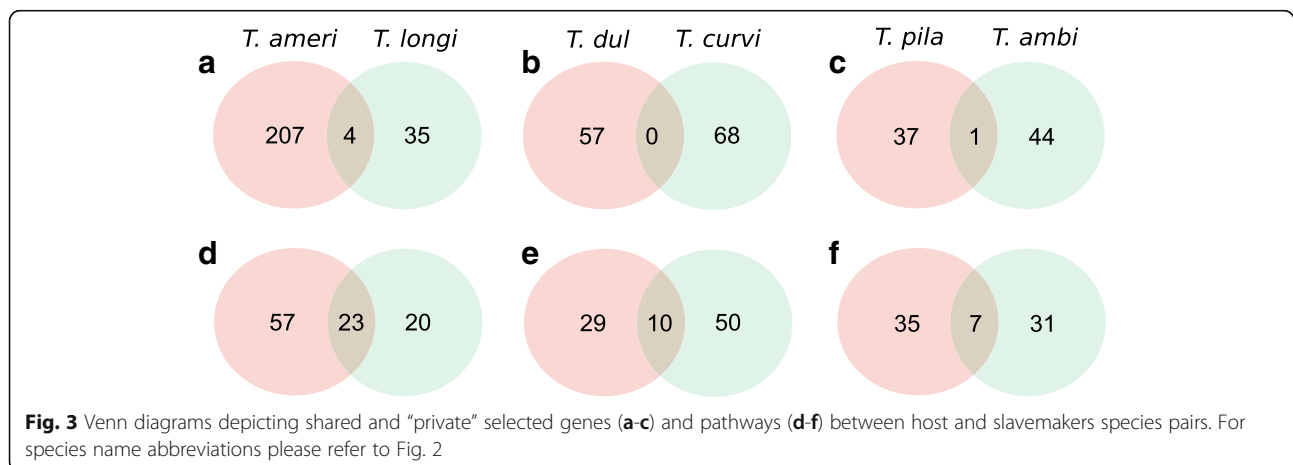 T. ameri T. longi T. dul T. curvi T. pila T. ambi
a b c
207 4 35 57 0 68 37 1 44
d e f
57 23 20 29 10 50 35 7 31
Fig. 3 Venn diagrams depicting shared and “private” selected genes (a-c) and pathways (d-f) between host and slavemakers species pairs. For
species name abbreviations please refer to Fig. 2